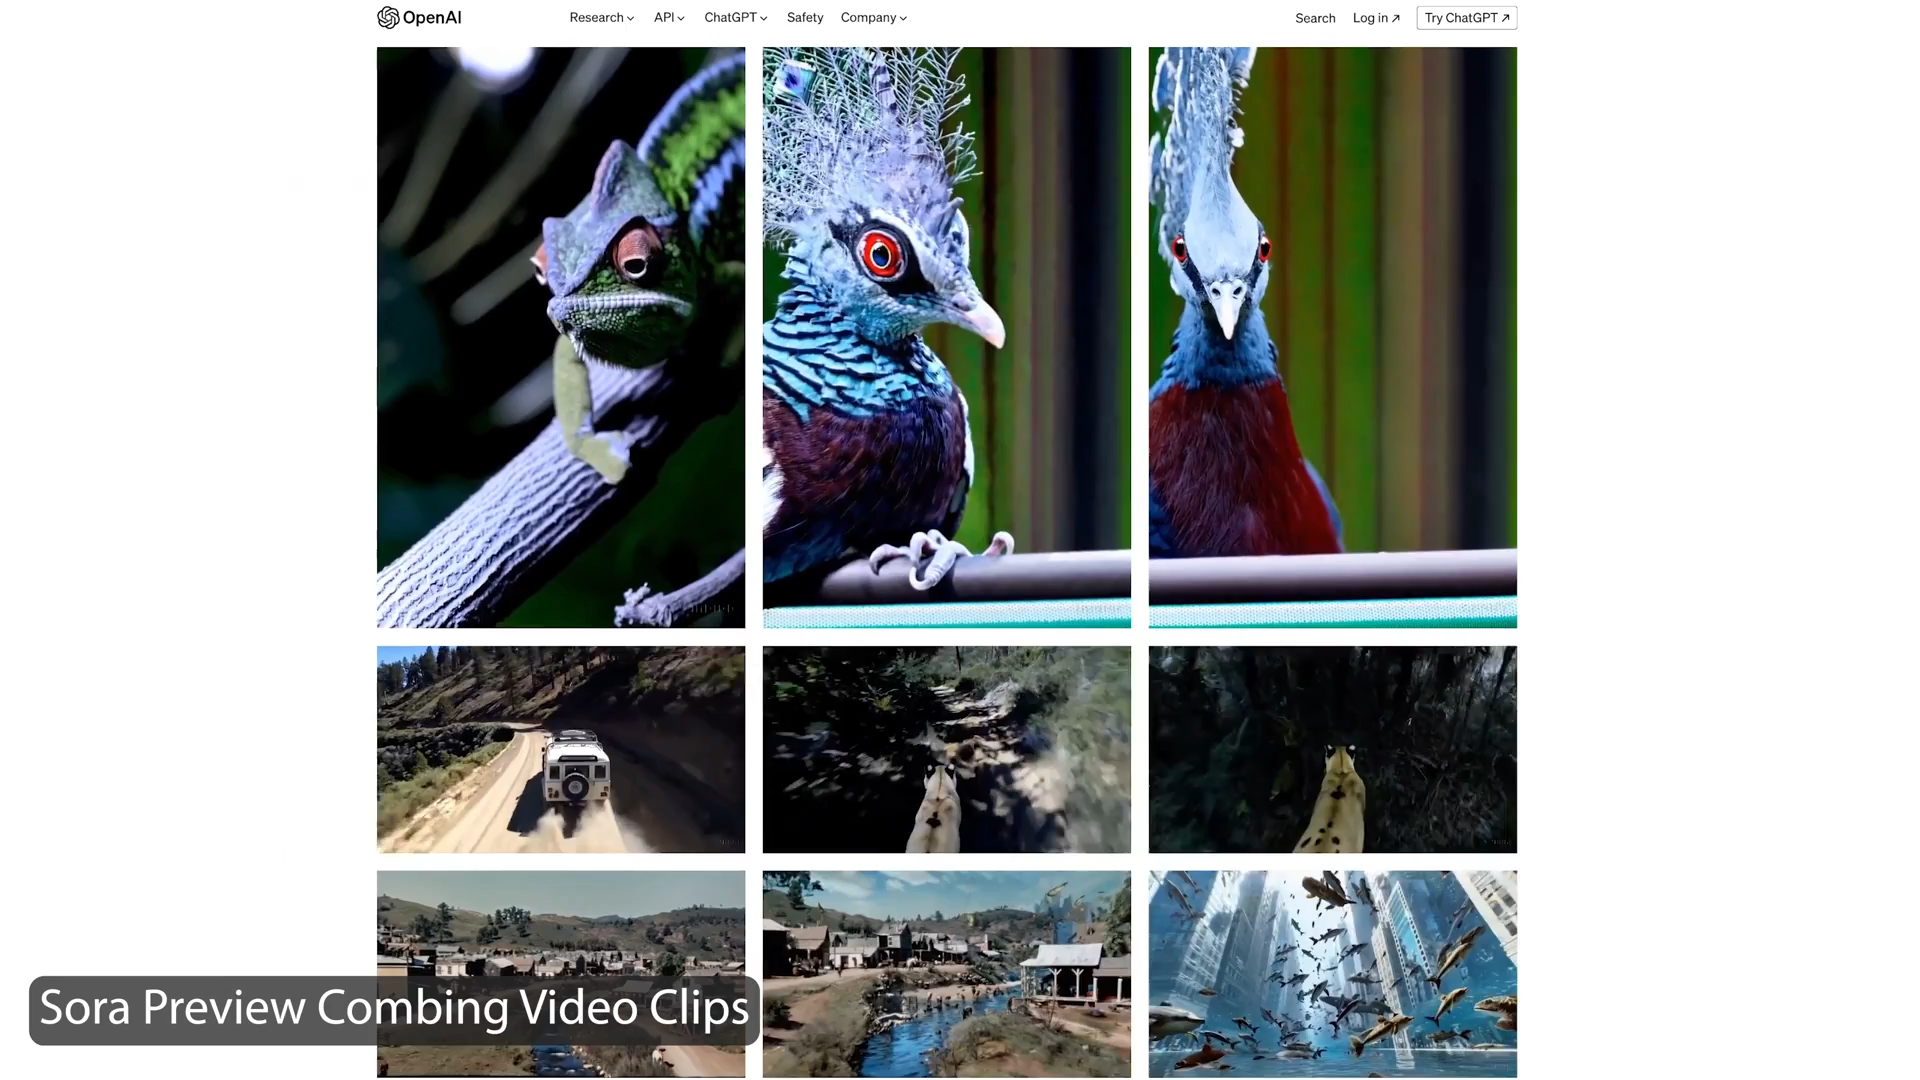 OpenAI
Research API ChatGPT Safety Company
Search Log in ↗ Try ChatGPT ↗
Sora Preview Combing Video Clips